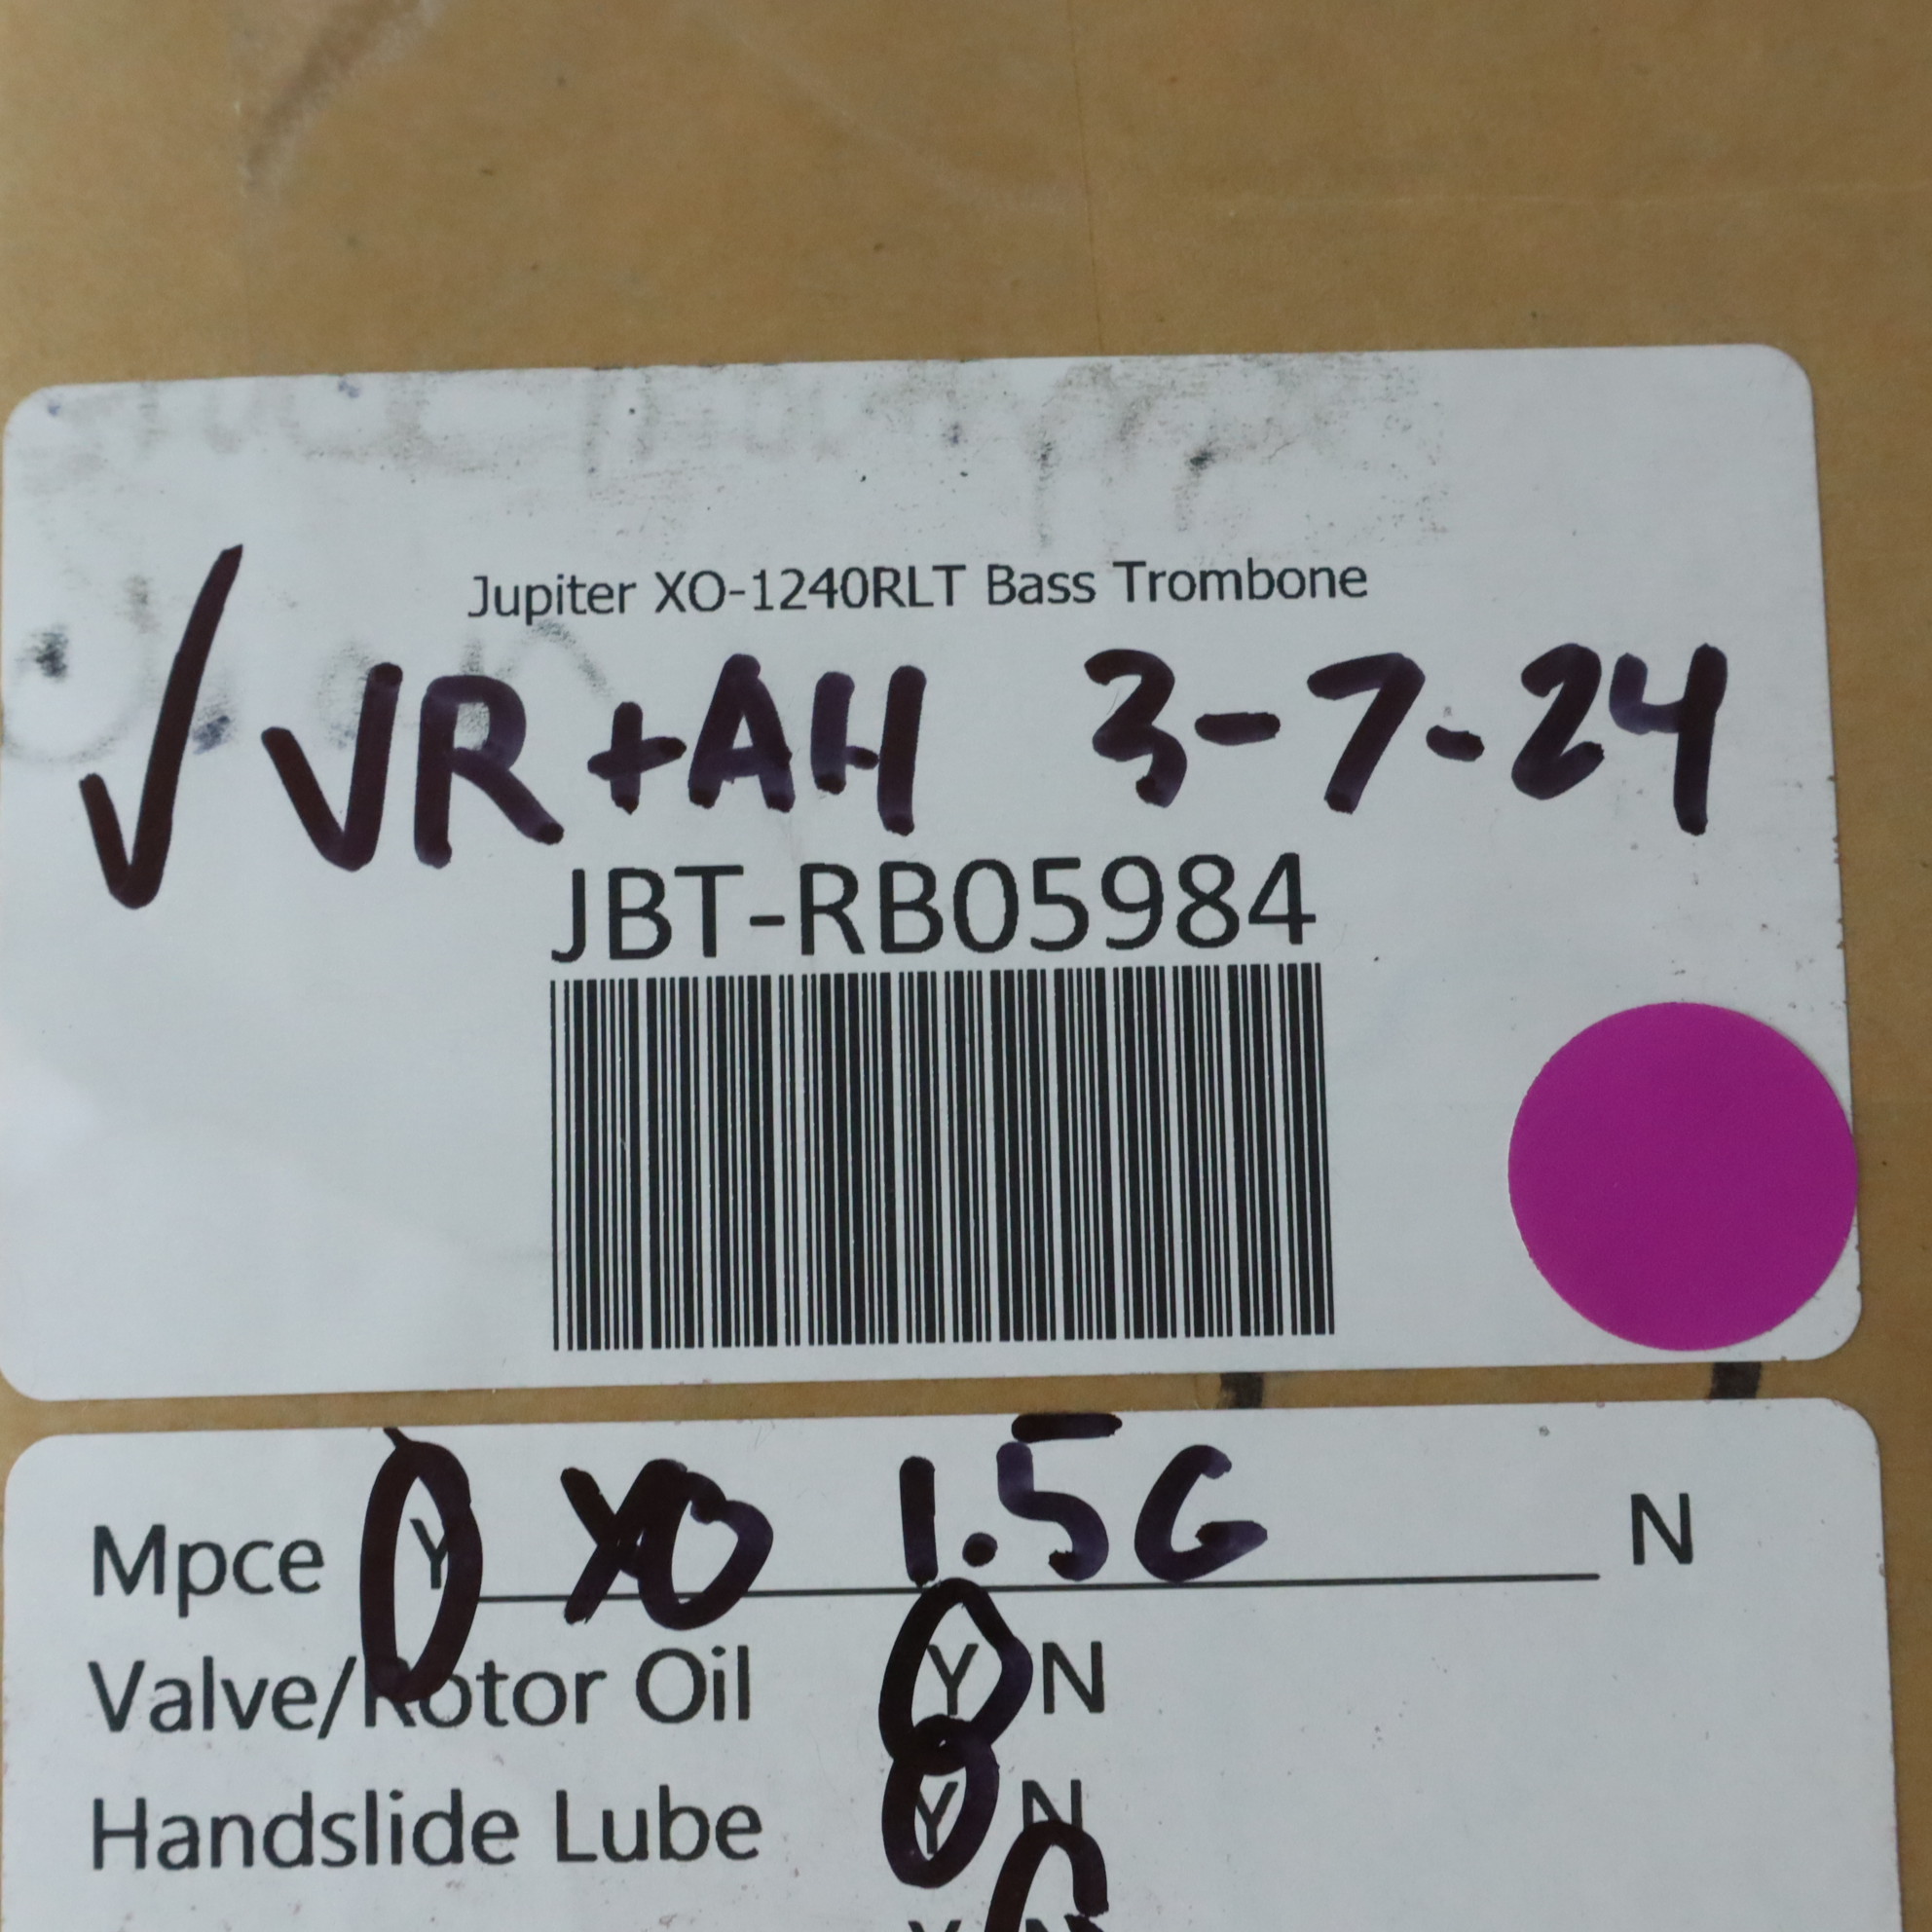 Jupiter XO-1240RLT Bass Trombone
✓ VR + AH 3-7-24
JBT-RB05984
Mpce Y XO 1.5G N
Valve/Rotor Oil Y N
Handslide Lube Y N
Y N